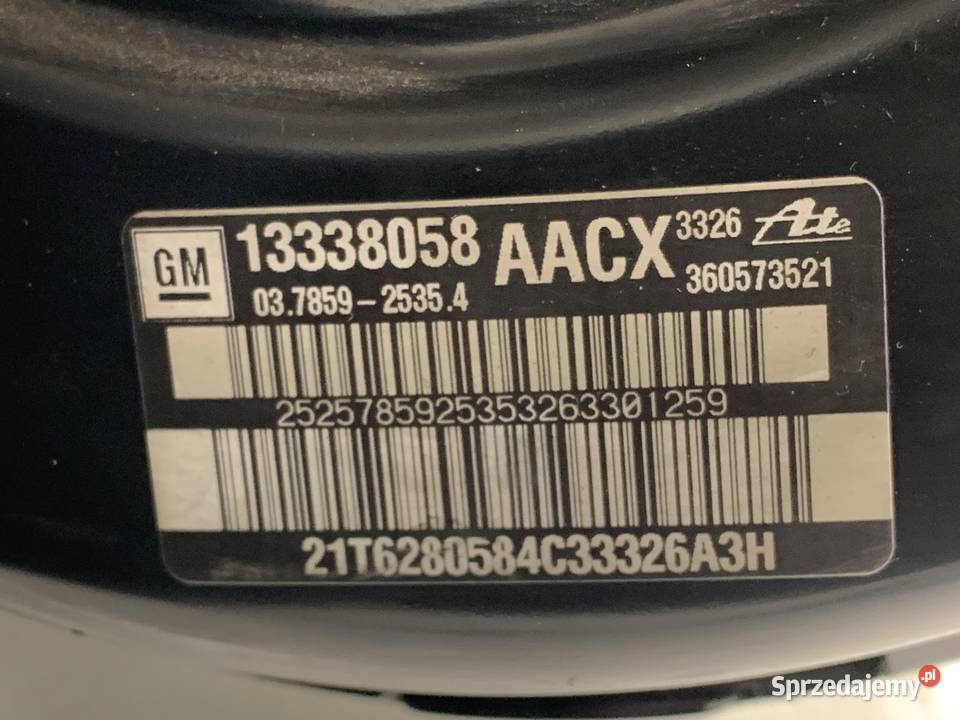 GM 13338058 AACX 3326 Ate
03.7859-2535.4 360573521
2525785925353263301259
21T6280584C33326A3H
Sprzedajemy.pl